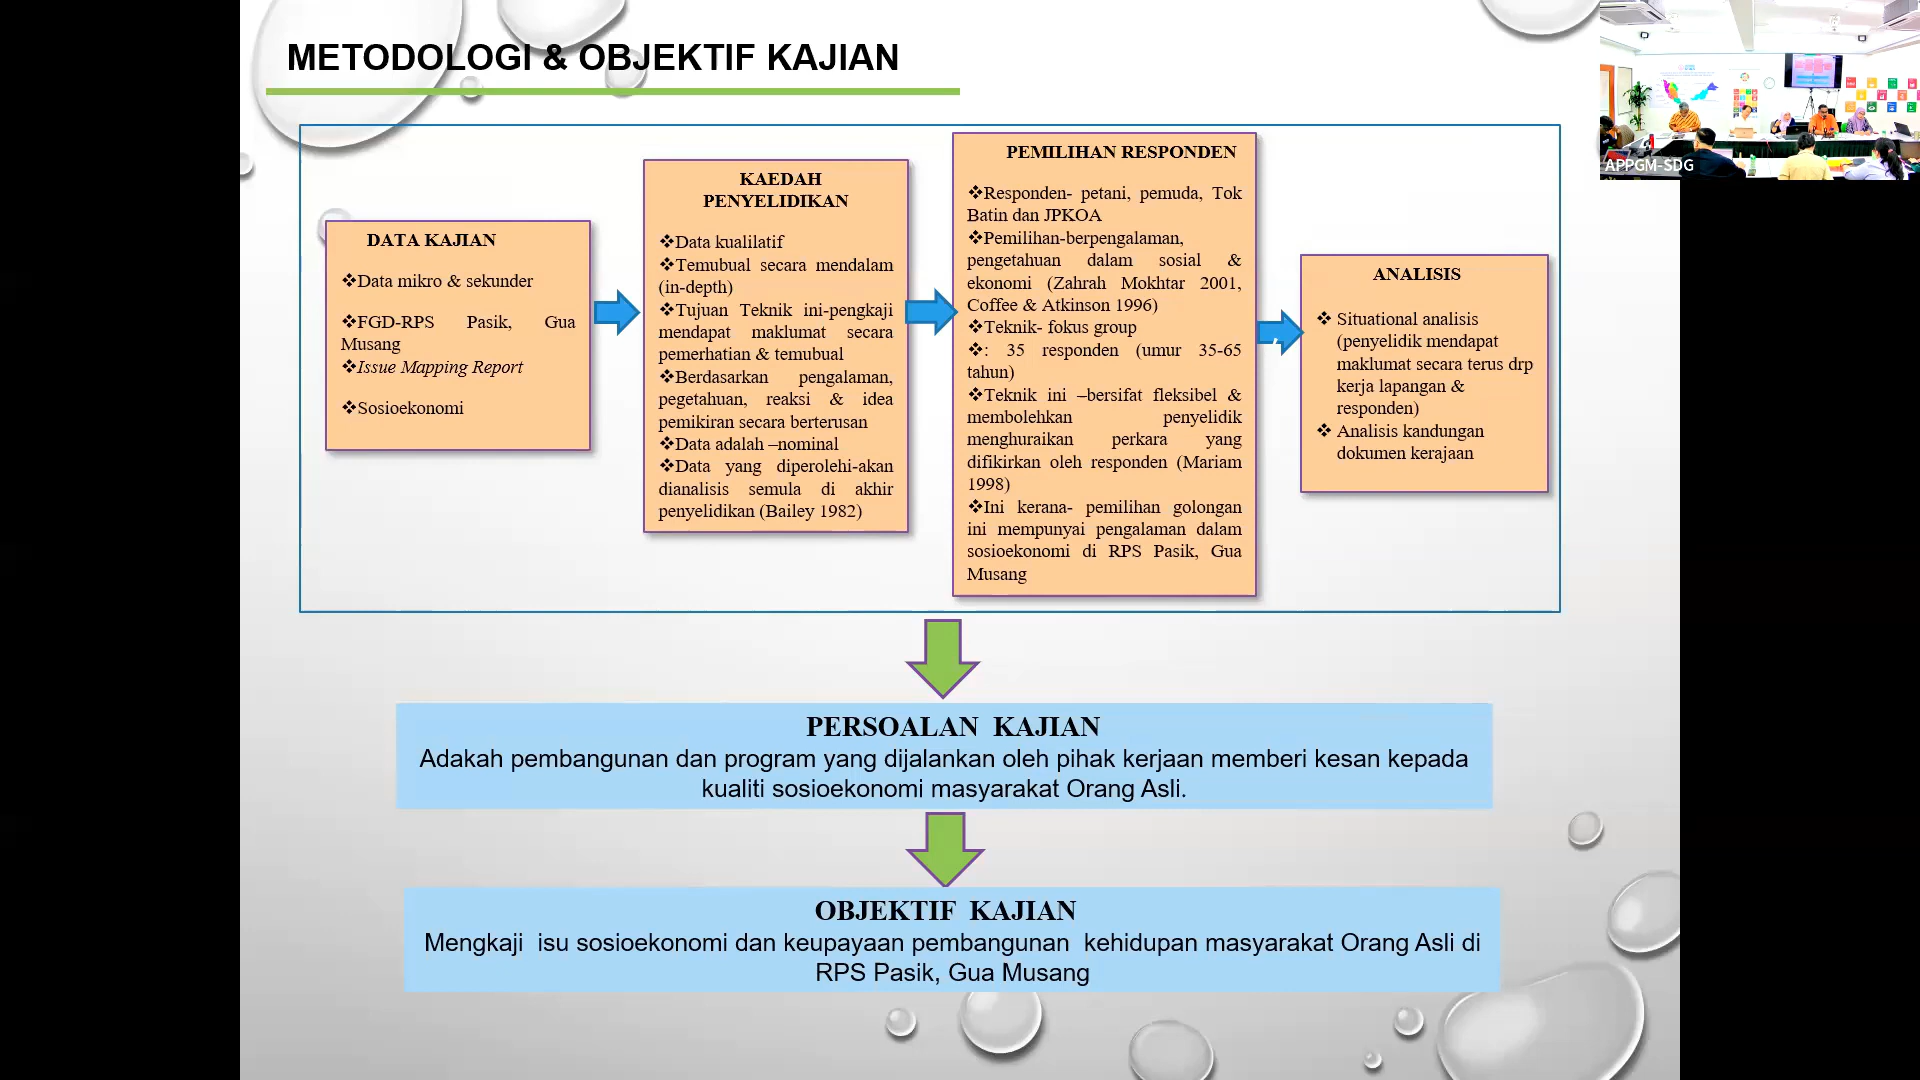 METODOLOGI & OBJEKTIF KAJIAN
APPGM-SDG
DATA KAJIAN
❖Data mikro & sekunder
❖FGD-RPS Pasik, Gua
Musang
❖Issue Mapping Report
❖Sosioekonomi
KAEDAH
PENYELIDIKAN
❖Data kualilatif
❖Temubual secara mendalam
(in-depth)
❖Tujuan Teknik ini-pengkaji
mendapat maklumat secara
pemerhatian & temubual
❖Berdasarkan pengalaman,
pegetahuan, reaksi & idea
pemikiran secara berterusan
❖Data adalah –nominal
❖Data yang diperolehi-akan
dianalisis semula di akhir
penyelidikan (Bailey 1982)
PEMILIHAN RESPONDEN
❖Responden- petani, pemuda, Tok
Batin dan JPKOA
❖Pemilihan-berpengalaman,
pengetahuan dalam sosial &
ekonomi (Zahrah Mokhtar 2001,
Coffee & Atkinson 1996)
❖Teknik- fokus group
❖: 35 responden (umur 35-65
tahun)
❖Teknik ini –bersifat fleksibel &
membolehkan penyelidik
menghuraikan perkara yang
difikirkan oleh responden (Mariam
1998)
❖Ini kerana- pemilihan golongan
ini mempunyai pengalaman dalam
sosioekonomi di RPS Pasik, Gua
Musang
ANALISIS
❖ Situational analisis
(penyelidik mendapat
maklumat secara terus drp
kerja lapangan &
responden)
❖ Analisis kandungan
dokumen kerajaan
PERSOALAN KAJIAN
Adakah pembangunan dan program yang dijalankan oleh pihak kerjaan memberi kesan kepada
kualiti sosioekonomi masyarakat Orang Asli.
OBJEKTIF KAJIAN
Mengkaji isu sosioekonomi dan keupayaan pembangunan kehidupan masyarakat Orang Asli di
RPS Pasik, Gua Musang